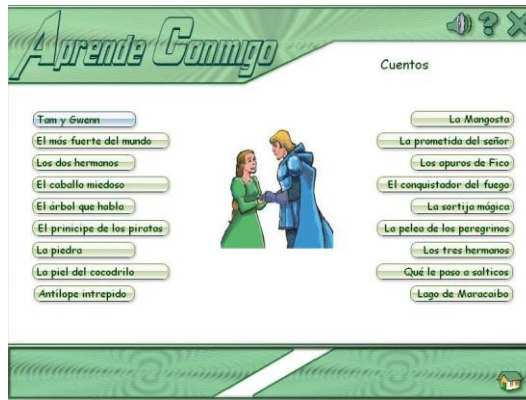 Aprende Conmigo
Cuentos
Tam y Gwenn
El más fuerte del mundo
Los dos hermanos
El caballo miedoso
El árbol que habla
El prinicipe de los piratas
La piedra
La piel del cocodrilo
Antílope intrepido
La Mangosta
La prometida del señor
Los apuros de Fico
El conquistador del fuego
La sortija mágica
La pelea de los peregrinos
Los tres hermanos
Qué le paso a salticos
Lago de Maracaibo